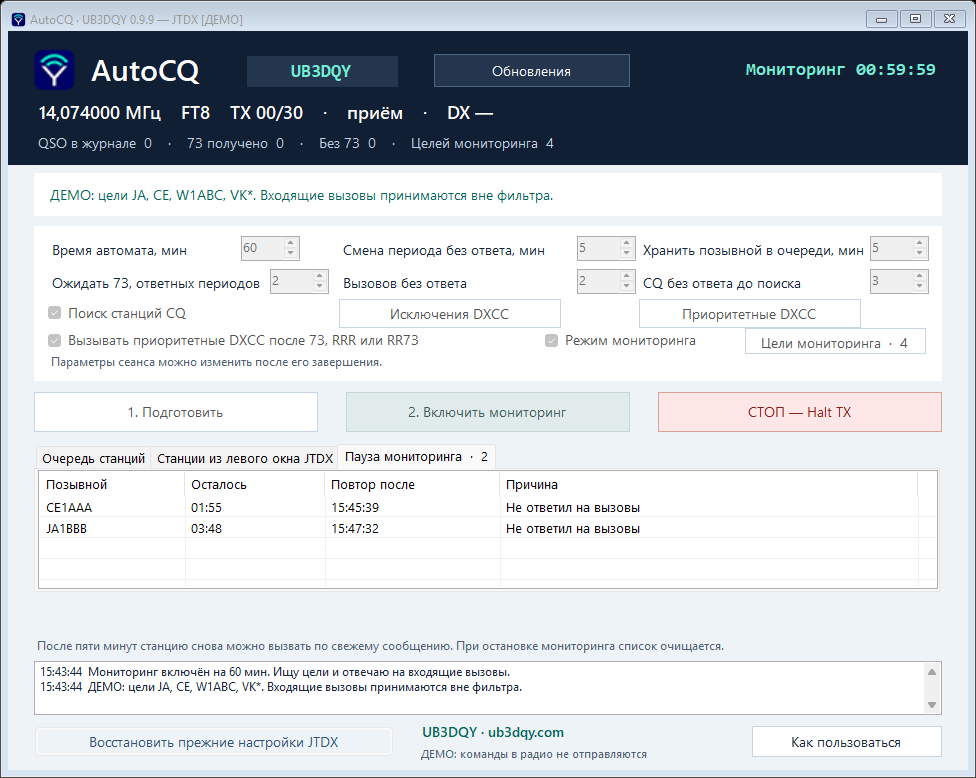 AutoCQ · UB3DQY 0.9.9 — JTDX [ДЕМО]
AutoCQ UB3DQY Обновления Мониторинг 00:59:59
14,074000 МГц FT8 TX 00/30 · приём · DX —
QSO в журнале 0 · 73 получено 0 · Без 73 0 · Целей мониторинга 4
ДЕМО: цели JA, CE, W1ABC, VK*. Входящие вызовы принимаются вне фильтра.
Время автомата, мин 60 Смена периода без ответа, мин 5 Хранить позывной в очереди, мин 5
Ожидать 73, ответных периодов 2 Вызовов без ответа 2 CQ без ответа до поиска 3
Поиск станций CQ Исключения DXCC Приоритетные DXCC
Вызывать приоритетные DXCC после 73, RRR или RR73 Режим мониторинга Цели мониторинга · 4
Параметры сеанса можно изменить после его завершения.
1. Подготовить 2. Включить мониторинг СТОП — Halt TX
Очередь станций Станции из левого окна JTDX Пауза мониторинга · 2
Позывной Осталось Повтор после Причина
CE1AAA 01:55 15:45:39 Не ответил на вызовы
JA1BBB 03:48 15:47:32 Не ответил на вызовы
После пяти минут станцию снова можно вызвать по свежему сообщению. При остановке мониторинга список очищается.
15:43:44 Мониторинг включён на 60 мин. Ищу цели и отвечаю на входящие вызовы.
15:43:44 ДЕМО: цели JA, CE, W1ABC, VK*. Входящие вызовы принимаются вне фильтра.
Восстановить прежние настройки JTDX UB3DQY · ub3dqy.com Как пользоваться
ДЕМО: команды в радио не отправляются